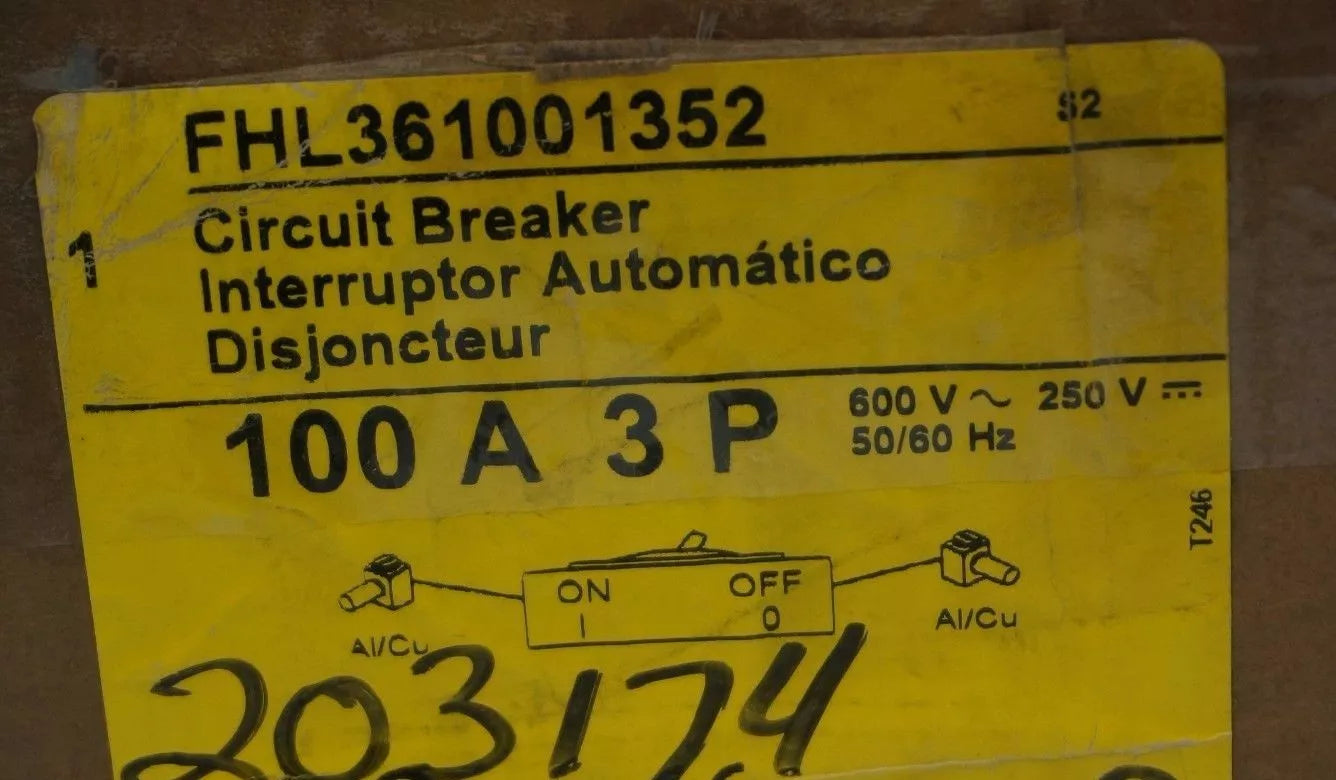 FHL361001352 S2
1
Circuit Breaker
Interruptor Automático
Disjoncteur
100 A 3 P
600 V ~ 250 V ⎓
50/60 Hz
T246
ON OFF
I 0
Al/Cu Al/Cu
203174